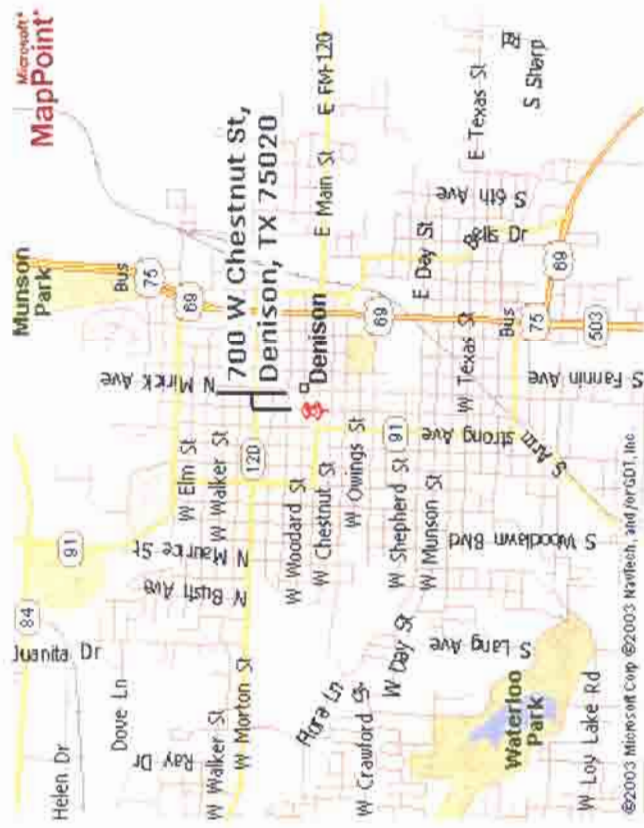 Microsoft®
MapPoint®
Munson
Park
84
91
Juanita Dr
Helen Dr
Dove Ln
Ray Dr
W Walker St
W Morton St
N Bush Ave
N Maurice St
W Elm St
W Walker St
120
N Mirick Ave
Bus
75
69
700 W Chestnut St,
Denison, TX 75020
Denison
E Main St
E FM-120
W Woodard St
W Chestnut St
W Owings St
Flora Ln
W Crawford St
W Day St
W Shepherd St
W Munson St
91
69
E Day St
S 6th Ave
Dr
E Texas St
S Sharp
W Texas St
S Armstrong Ave
S Woodlawn Blvd
S Lang Ave
Waterloo
Park
W Loy Lake Rd
S Fannin Ave
Bus
75
69
503
©2003 Microsoft Corp ©2003 NavTech, and/or GDT, Inc